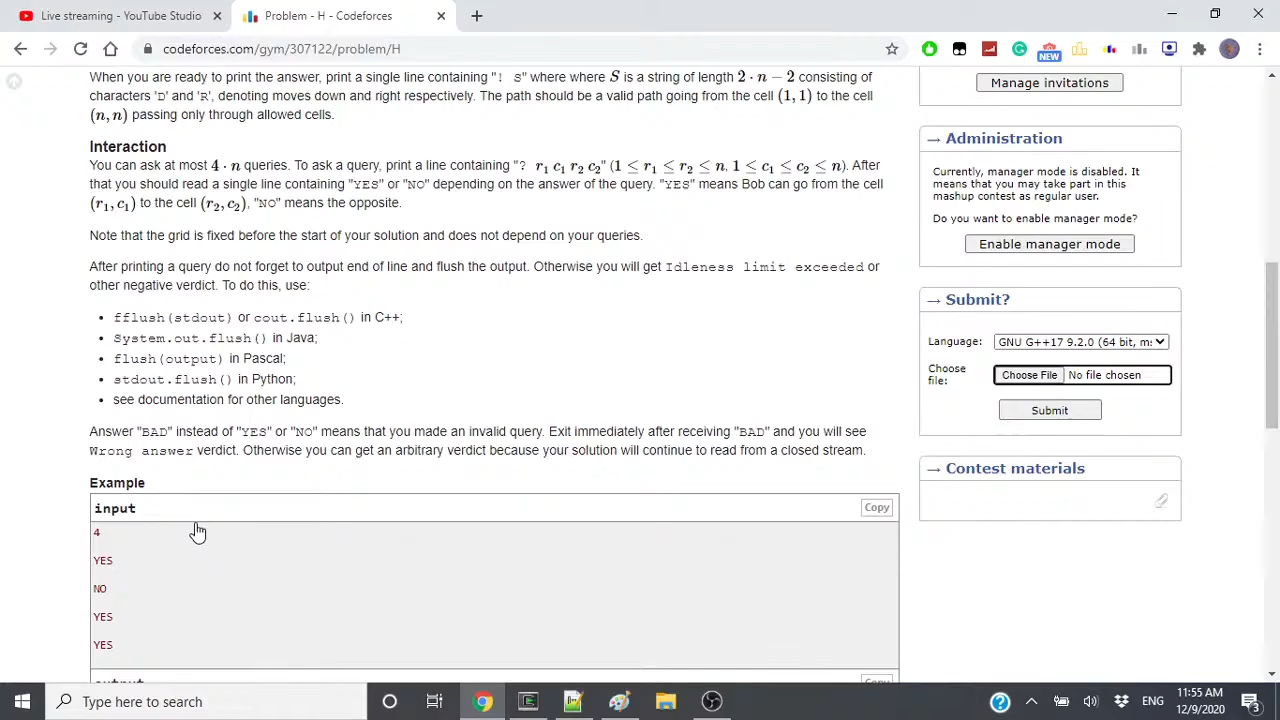 Live streaming - YouTube Studio
Problem - H - Codeforces
codeforces.com/gym/307122/problem/H
NEW
When you are ready to print the answer, print a single line containing "! S" where where S is a string of length 2 · n − 2 consisting of
characters 'D' and 'R', denoting moves down and right respectively. The path should be a valid path going from the cell (1, 1) to the cell
(n, n) passing only through allowed cells.
Interaction
You can ask at most 4 · n queries. To ask a query, print a line containing "? r₁ c₁ r₂ c₂" (1 ≤ r₁ ≤ r₂ ≤ n, 1 ≤ c₁ ≤ c₂ ≤ n). After
that you should read a single line containing "YES" or "NO" depending on the answer of the query. "YES" means Bob can go from the cell
(r₁, c₁) to the cell (r₂, c₂), "NO" means the opposite.
Note that the grid is fixed before the start of your solution and does not depend on your queries.
After printing a query do not forget to output end of line and flush the output. Otherwise you will get Idleness limit exceeded or
other negative verdict. To do this, use:
• fflush(stdout) or cout.flush() in C++;
• System.out.flush() in Java;
• flush(output) in Pascal;
• stdout.flush() in Python;
• see documentation for other languages.
Answer "BAD" instead of "YES" or "NO" means that you made an invalid query. Exit immediately after receiving "BAD" and you will see
Wrong answer verdict. Otherwise you can get an arbitrary verdict because your solution will continue to read from a closed stream.
Example
input
Copy
4
YES
NO
YES
YES
output
Copy
Manage invitations
→ Administration
Currently, manager mode is disabled. It
means that you may take part in this
mashup contest as regular user.
Do you want to enable manager mode?
Enable manager mode
→ Submit?
Language:
GNU G++17 9.2.0 (64 bit, ms
Choose
file:
Choose File No file chosen
Submit
→ Contest materials
Type here to search
ENG
11:55 AM
12/9/2020
3